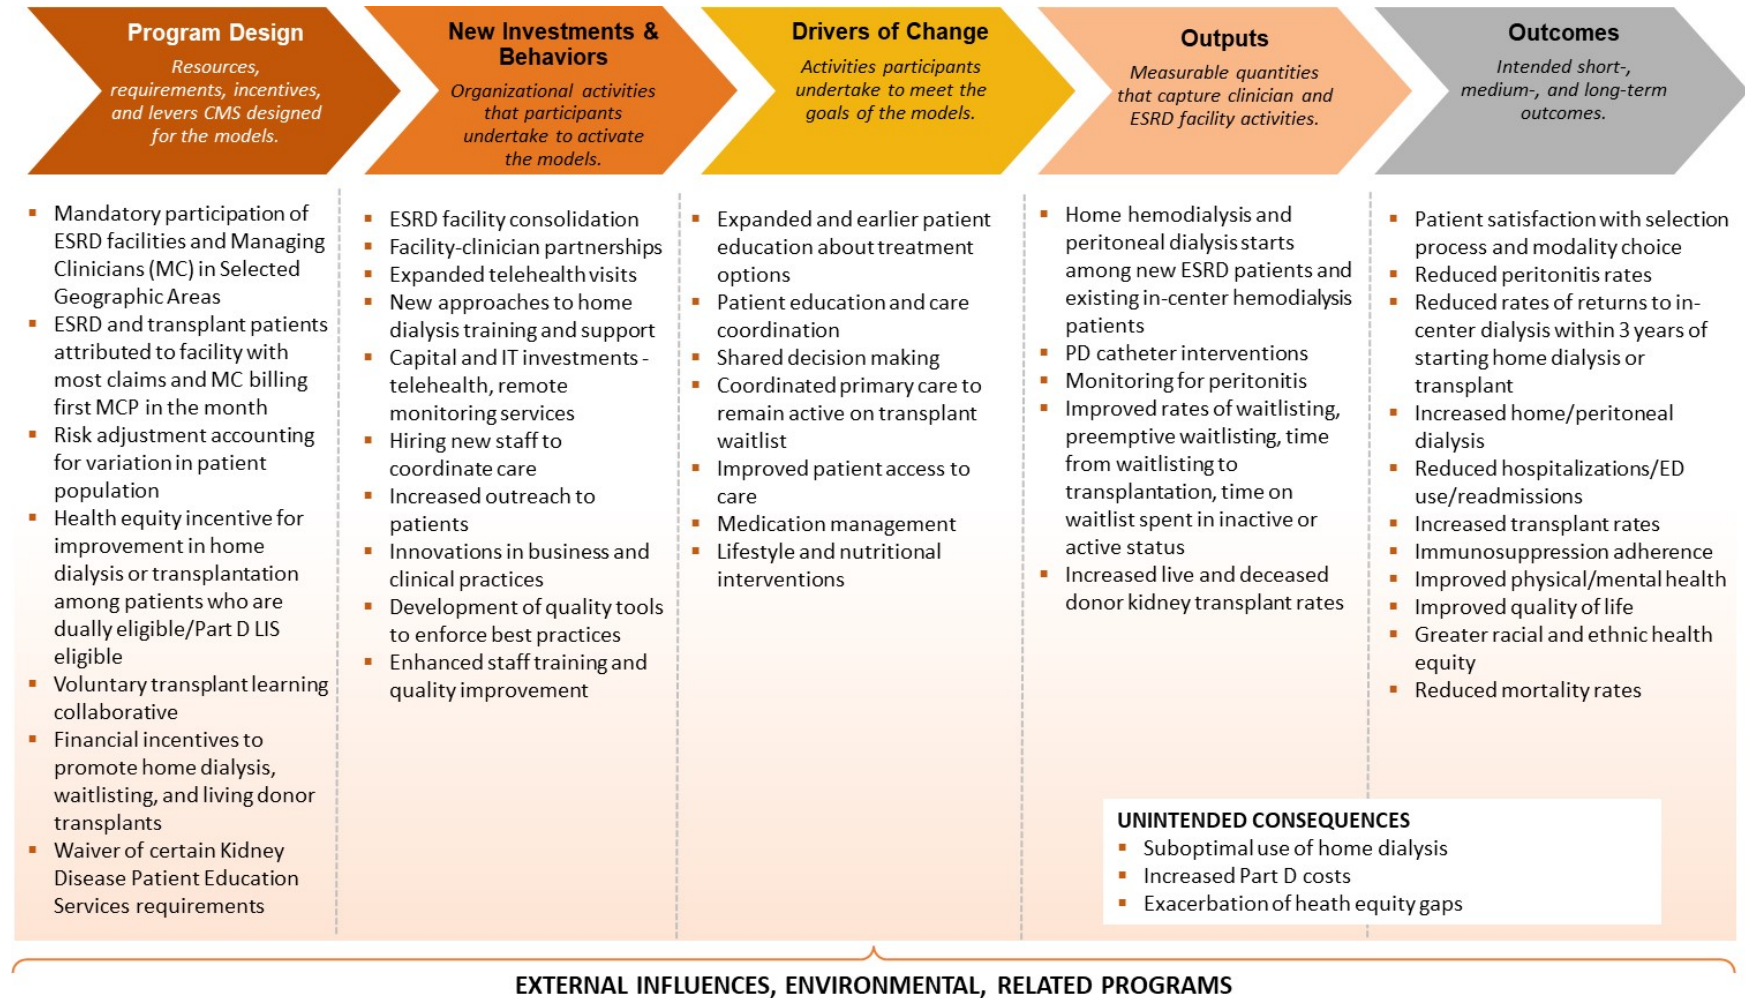 Program Design
Resources,
requirements, incentives,
and levers CMS designed
for the models.
New Investments &
Behaviors
Organizational activities
that participants
undertake to activate
the models.
Drivers of Change
Activities participants
undertake to meet the
goals of the models.
Outputs
Measurable quantities
that capture clinician and
ESRD facility activities.
Outcomes
Intended short-,
medium-, and long-term
outcomes.
▪ Mandatory participation of
ESRD facilities and Managing
Clinicians (MC) in Selected
Geographic Areas
▪ ESRD and transplant patients
attributed to facility with
most claims and MC billing
first MCP in the month
▪ Risk adjustment accounting
for variation in patient
population
▪ Health equity incentive for
improvement in home
dialysis or transplantation
among patients who are
dually eligible/Part D LIS
eligible
▪ Voluntary transplant learning
collaborative
▪ Financial incentives to
promote home dialysis,
waitlisting, and living donor
transplants
▪ Waiver of certain Kidney
Disease Patient Education
Services requirements
▪ ESRD facility consolidation
▪ Facility-clinician partnerships
▪ Expanded telehealth visits
▪ New approaches to home
dialysis training and support
▪ Capital and IT investments -
telehealth, remote
monitoring services
▪ Hiring new staff to
coordinate care
▪ Increased outreach to
patients
▪ Innovations in business and
clinical practices
▪ Development of quality tools
to enforce best practices
▪ Enhanced staff training and
quality improvement
▪ Expanded and earlier patient
education about treatment
options
▪ Patient education and care
coordination
▪ Shared decision making
▪ Coordinated primary care to
remain active on transplant
waitlist
▪ Improved patient access to
care
▪ Medication management
▪ Lifestyle and nutritional
interventions
▪ Home hemodialysis and
peritoneal dialysis starts
among new ESRD patients and
existing in-center hemodialysis
patients
▪ PD catheter interventions
▪ Monitoring for peritonitis
▪ Improved rates of waitlisting,
preemptive waitlisting, time
from waitlisting to
transplantation, time on
waitlist spent in inactive or
active status
▪ Increased live and deceased
donor kidney transplant rates
▪ Patient satisfaction with selection
process and modality choice
▪ Reduced peritonitis rates
▪ Reduced rates of returns to in-
center dialysis within 3 years of
starting home dialysis or
transplant
▪ Increased home/peritoneal
dialysis
▪ Reduced hospitalizations/ED
use/readmissions
▪ Increased transplant rates
▪ Immunosuppression adherence
▪ Improved physical/mental health
▪ Improved quality of life
▪ Greater racial and ethnic health
equity
▪ Reduced mortality rates
UNINTENDED CONSEQUENCES
▪ Suboptimal use of home dialysis
▪ Increased Part D costs
▪ Exacerbation of heath equity gaps
EXTERNAL INFLUENCES, ENVIRONMENTAL, RELATED PROGRAMS